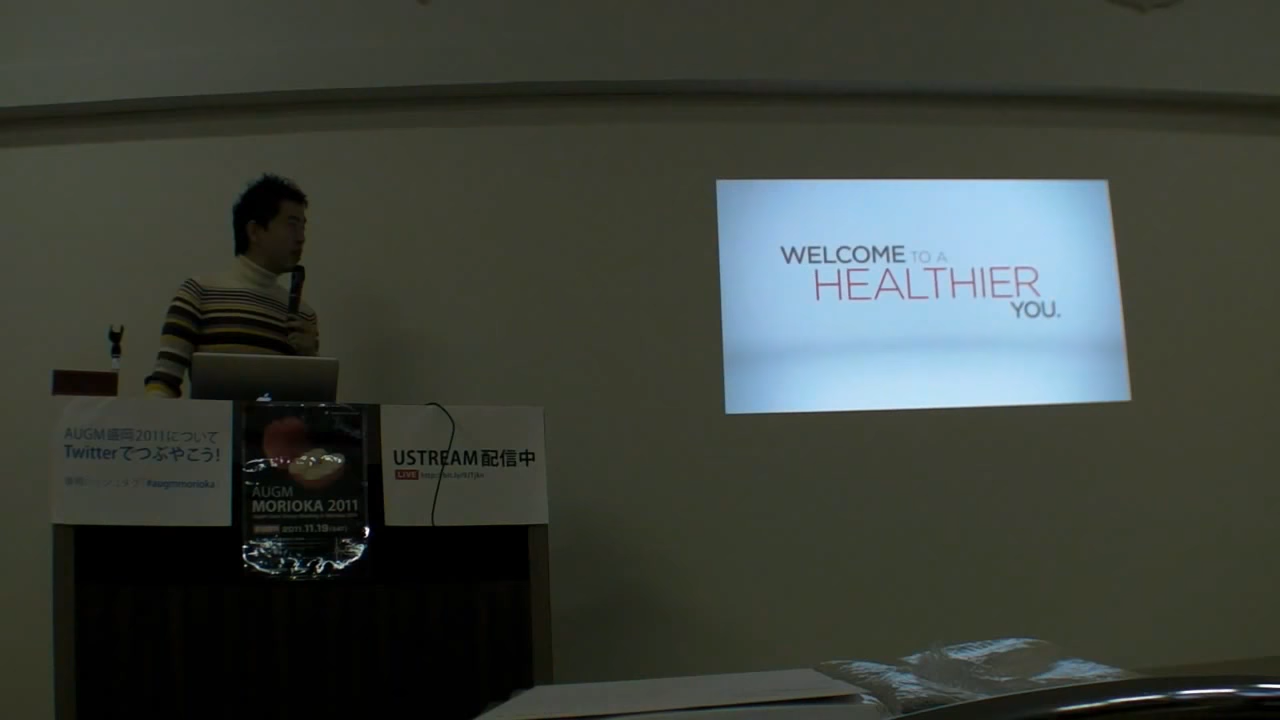 WELCOME TO A
HEALTHIER
YOU.
AUGM盛岡2011について
Twitterでつぶやこう!
#augmmorioka
AUGM
MORIOKA 2011
2011.11.19
USTREAM配信中
LIVE